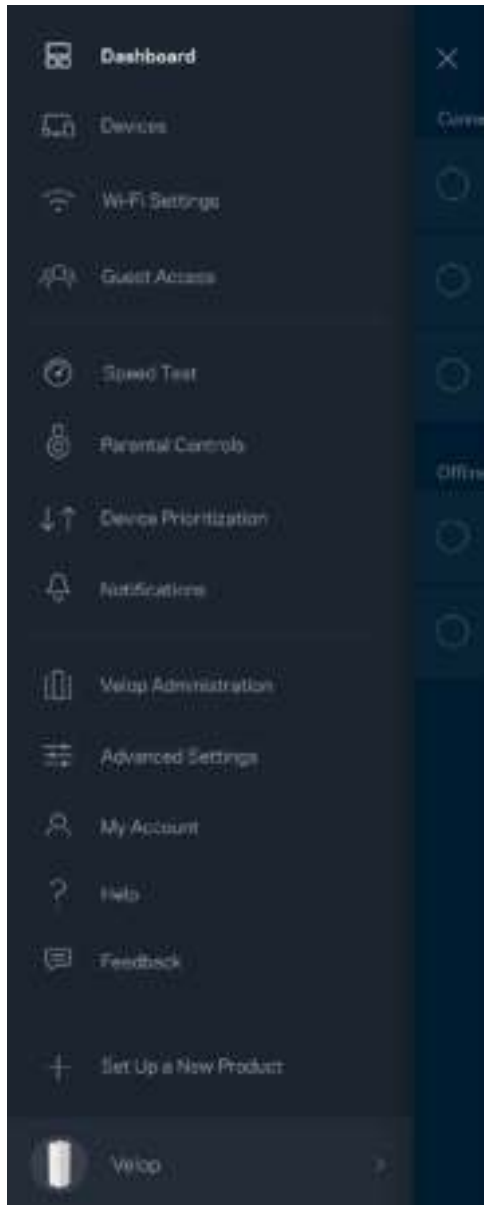 Dashboard
Devices
Wi-Fi Settings
Guest Access
Speed Test
Parental Controls
Device Prioritization
Notifications
Velop Administration
Advanced Settings
My Account
Help
Feedback
Set Up a New Product
Velop